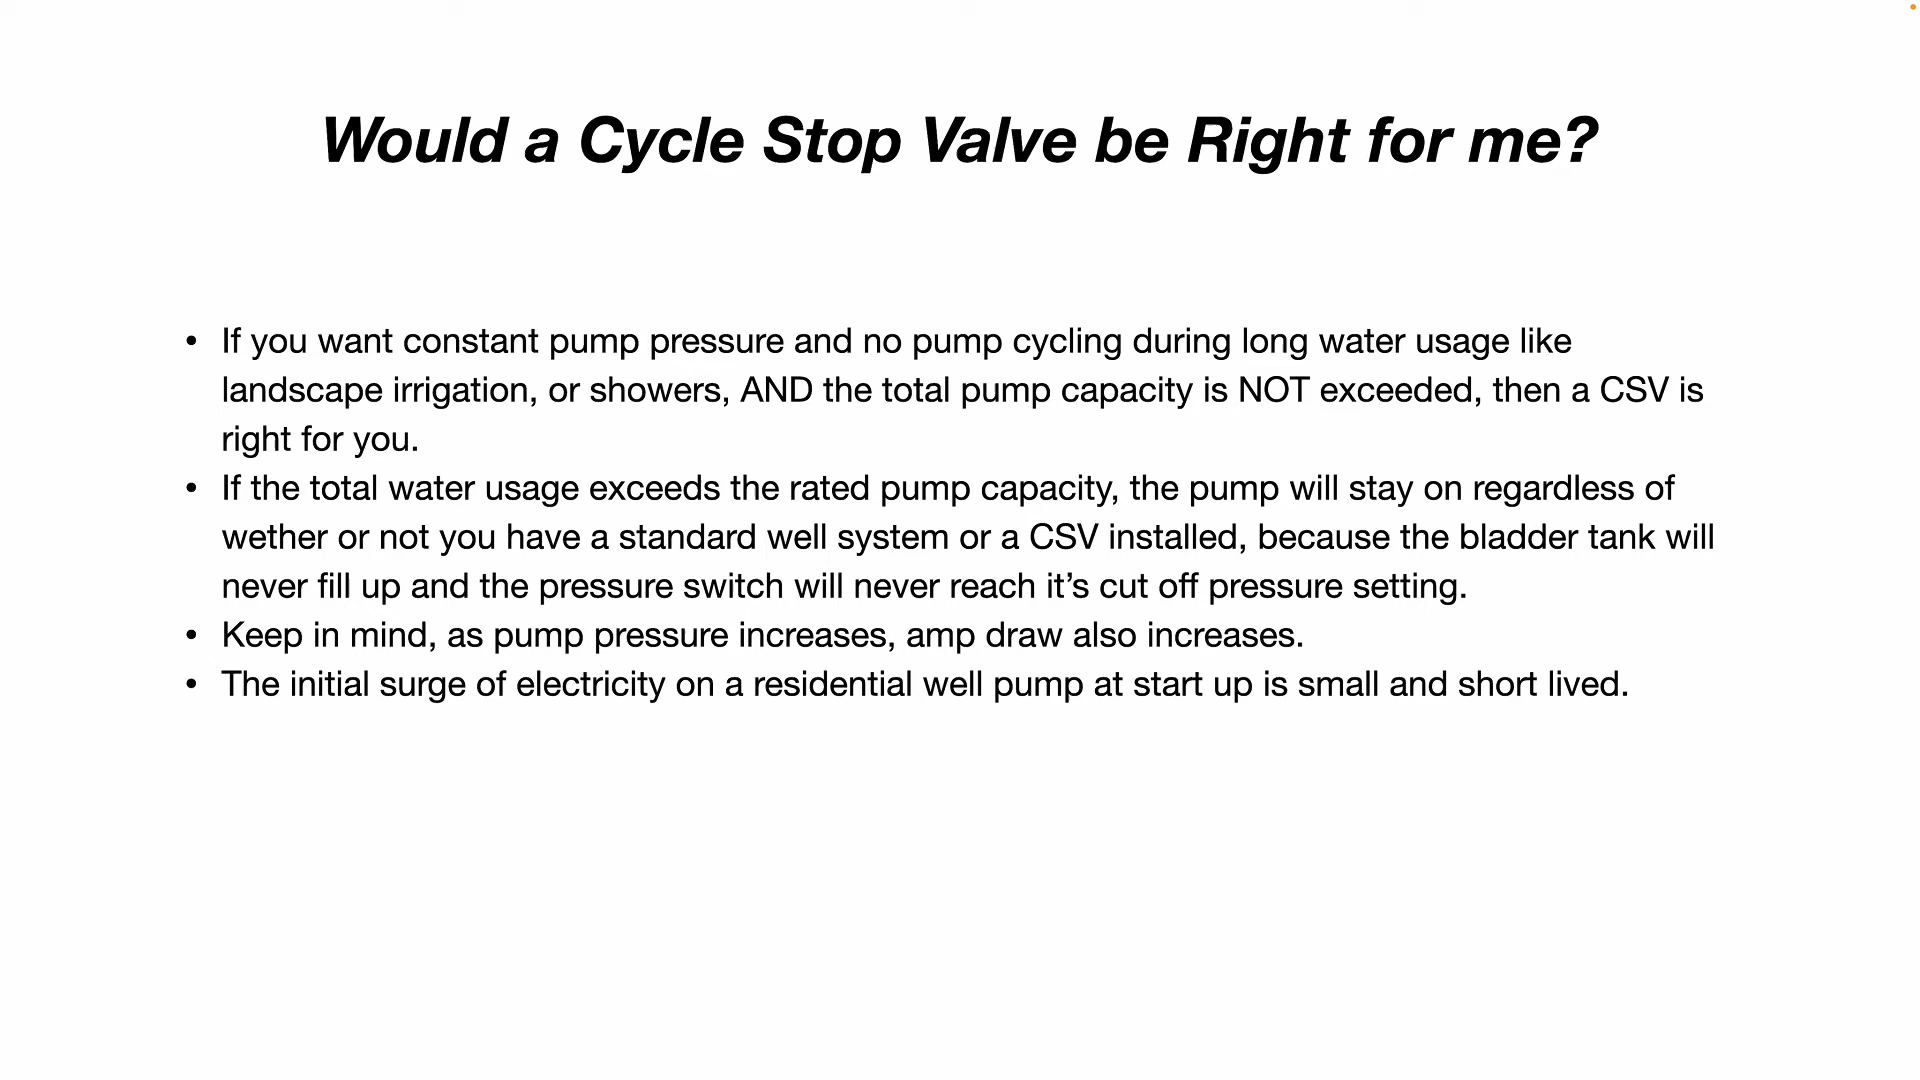 Would a Cycle Stop Valve be Right for me?
• If you want constant pump pressure and no pump cycling during long water usage like
landscape irrigation, or showers, AND the total pump capacity is NOT exceeded, then a CSV is
right for you.
• If the total water usage exceeds the rated pump capacity, the pump will stay on regardless of
wether or not you have a standard well system or a CSV installed, because the bladder tank will
never fill up and the pressure switch will never reach it’s cut off pressure setting.
• Keep in mind, as pump pressure increases, amp draw also increases.
• The initial surge of electricity on a residential well pump at start up is small and short lived.